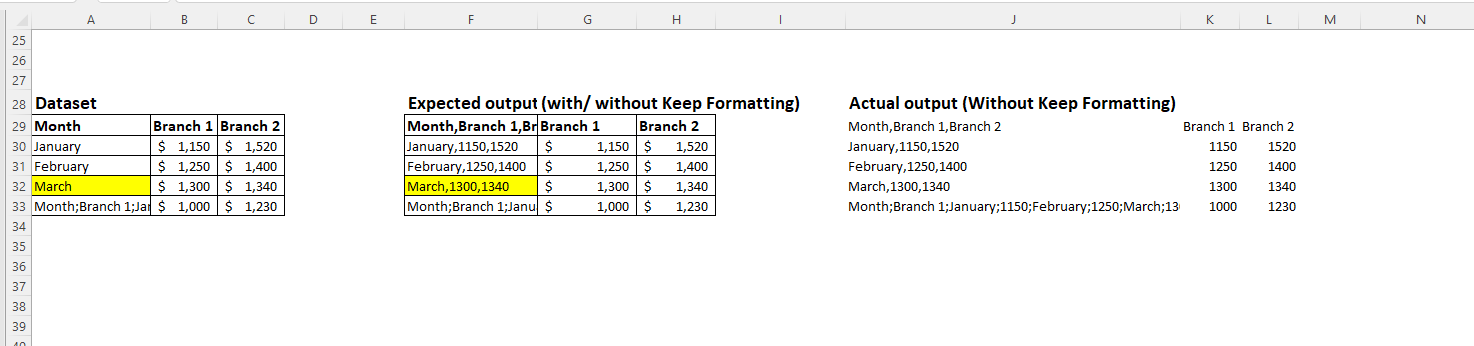 A B C D E F G H I J K L M N
25
26
27
28 Dataset Expected output (with/ without Keep Formatting) Actual output (Without Keep Formatting)
29 Month Branch 1 Branch 2 Month,Branch 1,Br Branch 1 Branch 2 Month,Branch 1,Branch 2 Branch 1 Branch 2
30 January $ 1,150 $ 1,520 January,1150,1520 $ 1,150 $ 1,520 January,1150,1520 1150 1520
31 February $ 1,250 $ 1,400 February,1250,1400 $ 1,250 $ 1,400 February,1250,1400 1250 1400
32 March $ 1,300 $ 1,340 March,1300,1340 $ 1,300 $ 1,340 March,1300,1340 1300 1340
33 Month;Branch 1;Jar $ 1,000 $ 1,230 Month;Branch 1;Janu $ 1,000 $ 1,230 Month;Branch 1;January;1150;February;1250;March;13 1000 1230
34
35
36
37
38
39
40